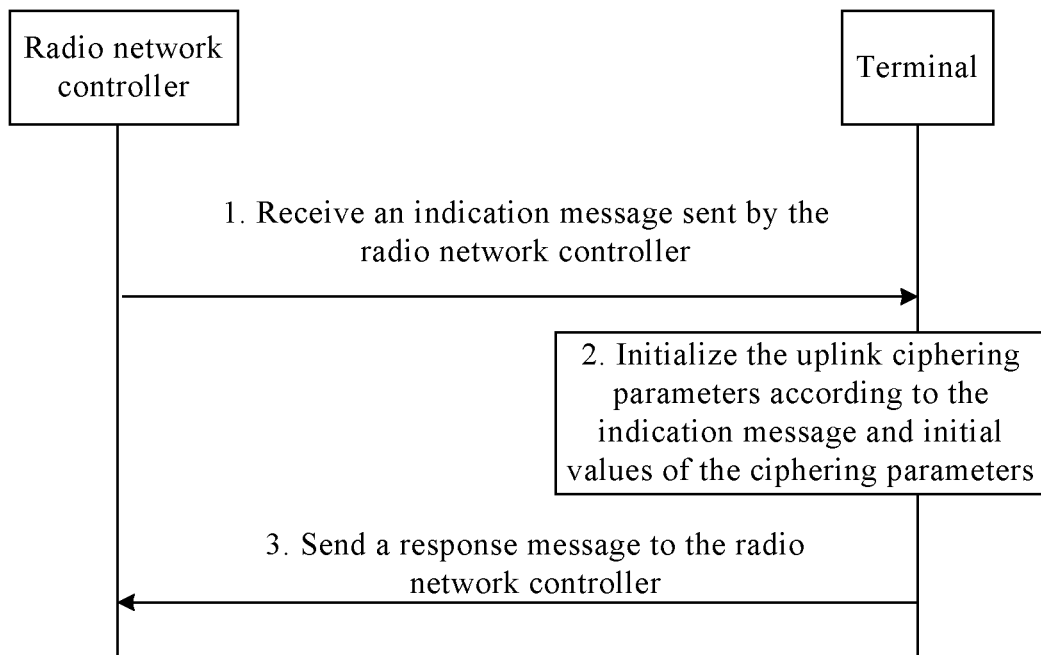 Radio network
controller
Terminal
1. Receive an indication message sent by the
radio network controller
2. Initialize the uplink ciphering
parameters according to the
indication message and initial
values of the ciphering parameters
3. Send a response message to the radio
network controller